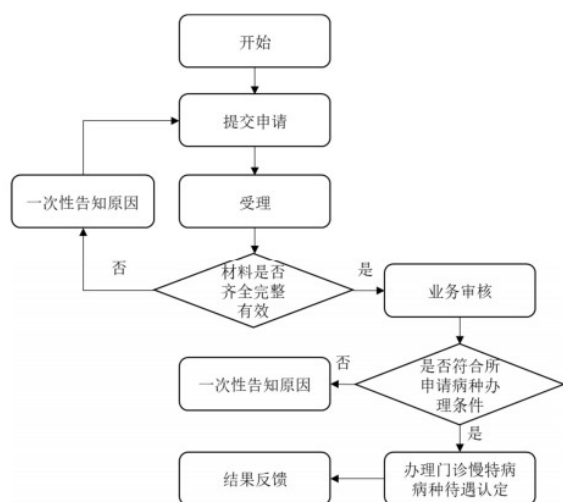 开始
提交申请
一次性告知原因
受理
否
材料是否
齐全完整
有效
是
业务审核
一次性告知原因
否
是否符合所
申请病种办
理条件
是
结果反馈
办理门诊慢特病
病种待遇认定